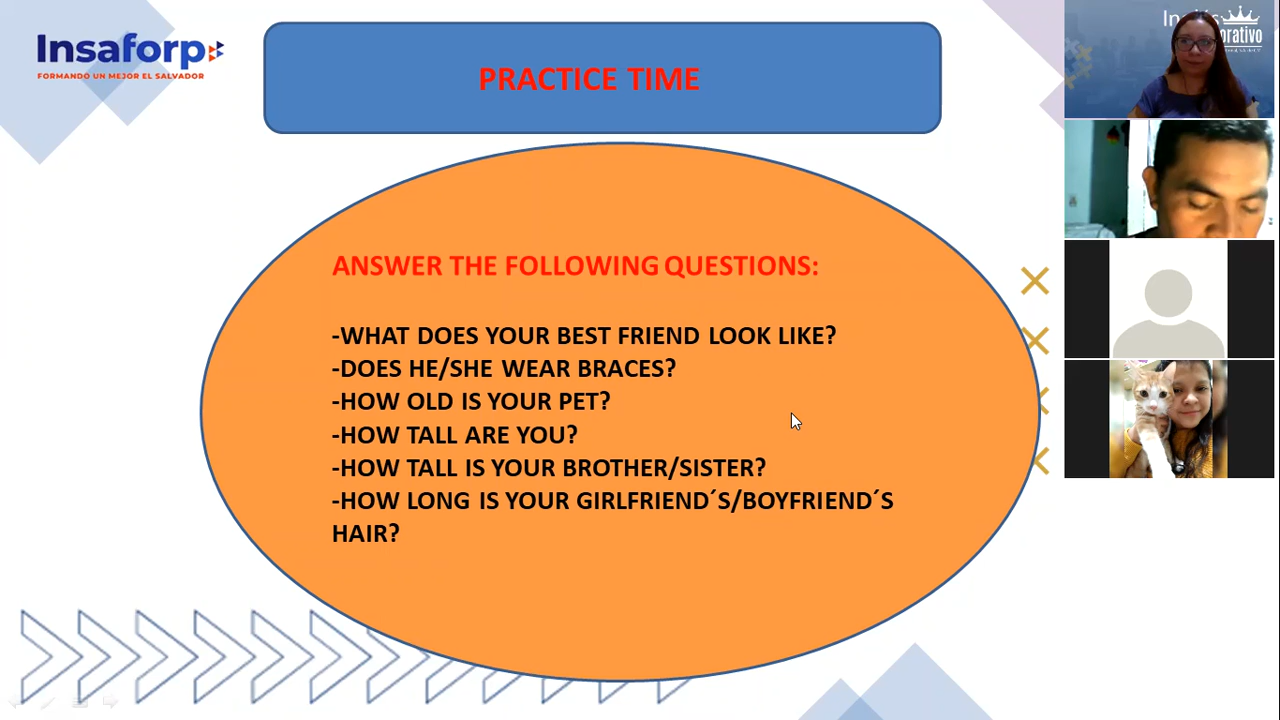 Insaforp
FORMANDO UN MEJOR EL SALVADOR
PRACTICE TIME
ANSWER THE FOLLOWING QUESTIONS:
-WHAT DOES YOUR BEST FRIEND LOOK LIKE?
-DOES HE/SHE WEAR BRACES?
-HOW OLD IS YOUR PET?
-HOW TALL ARE YOU?
-HOW TALL IS YOUR BROTHER/SISTER?
-HOW LONG IS YOUR GIRLFRIEND´S/BOYFRIEND´S
HAIR?